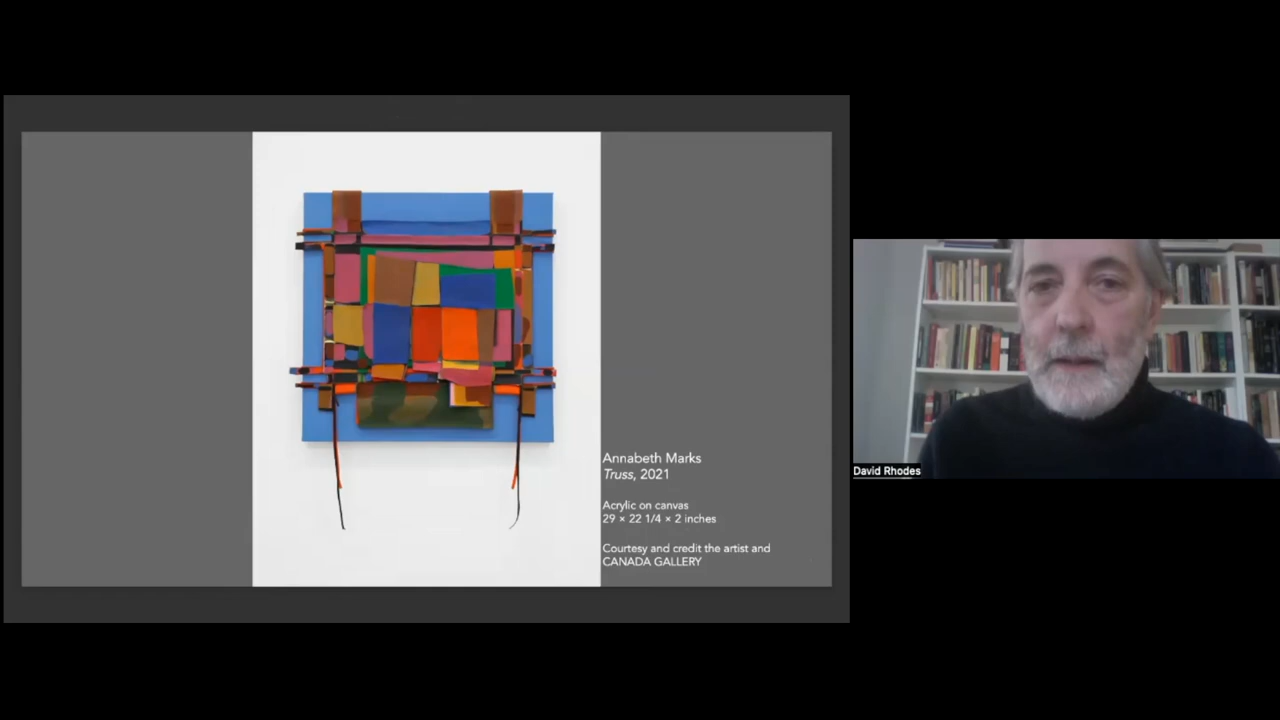 Annabeth Marks
Truss, 2021
Acrylic on canvas
29 × 22 1/4 × 2 inches
Courtesy and credit the artist and
CANADA GALLERY
David Rhodes